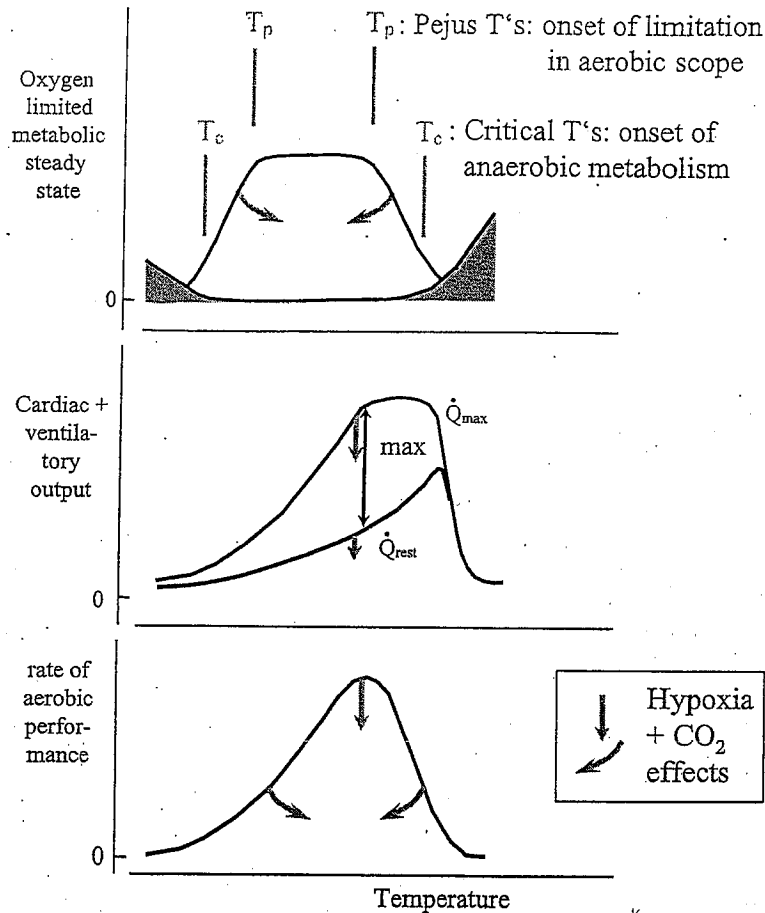 Tp
Tp: Pejus T‘s: onset of limitation
in aerobic scope
Oxygen
limited
metabolic
steady
state
Tc
Tc: Critical T‘s: onset of
anaerobic metabolism
0
Cardiac +
ventila-
tory
output
Q̇max
max
Q̇rest
0
rate of
aerobic
perfor-
mance
Hypoxia
+ CO2
effects
0
Temperature